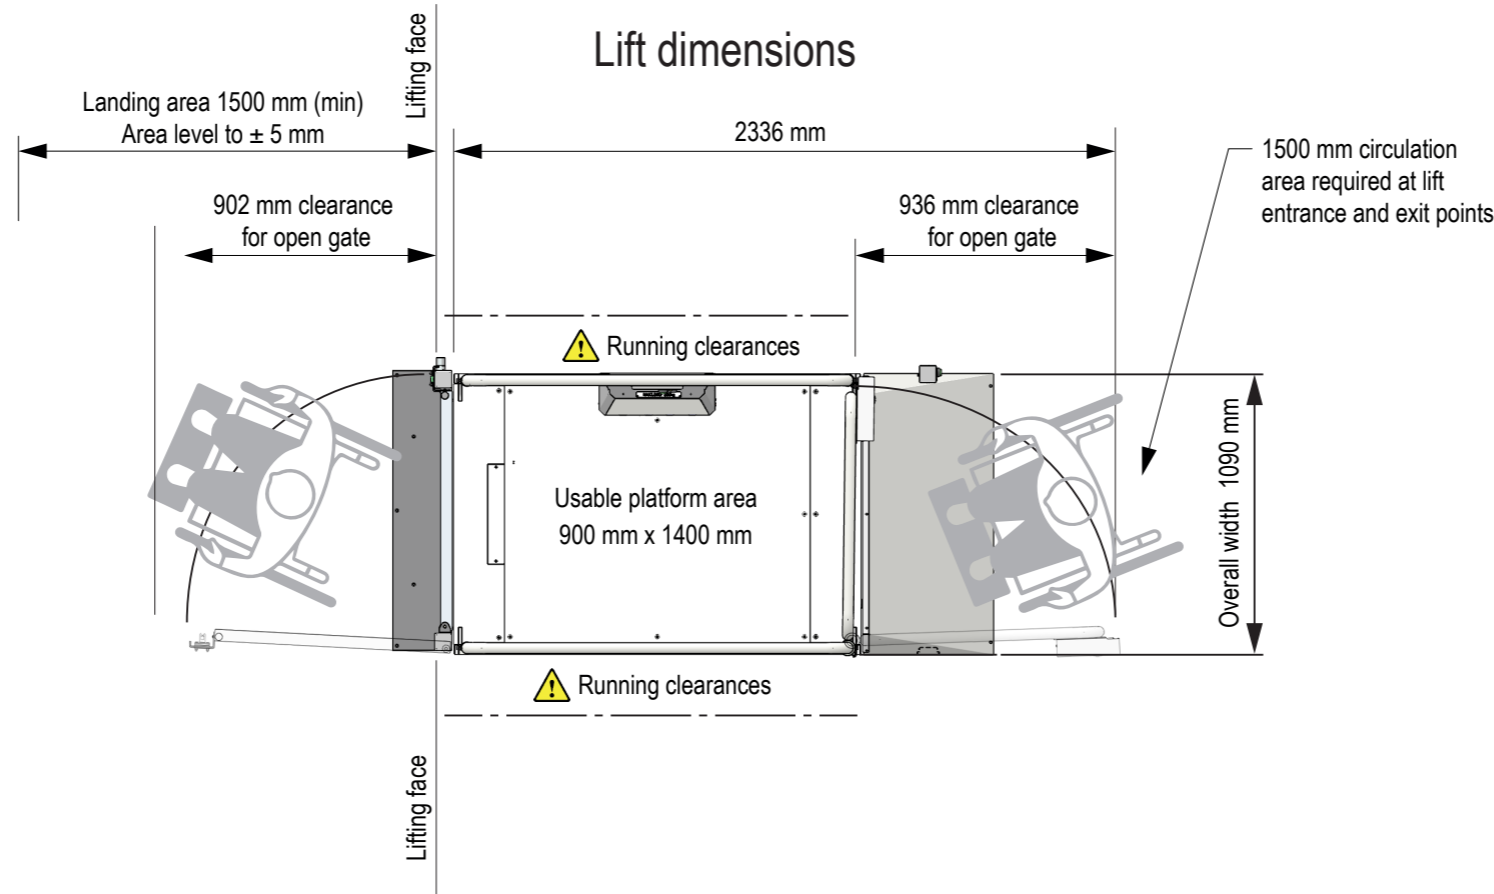 Lift dimensions
Lifting face
Landing area 1500 mm (min)
Area level to ± 5 mm
2336 mm
1500 mm circulation
area required at lift
entrance and exit points
902 mm clearance
for open gate
936 mm clearance
for open gate
Running clearances
Usable platform area
900 mm x 1400 mm
Overall width 1090 mm
Running clearances
Lifting face